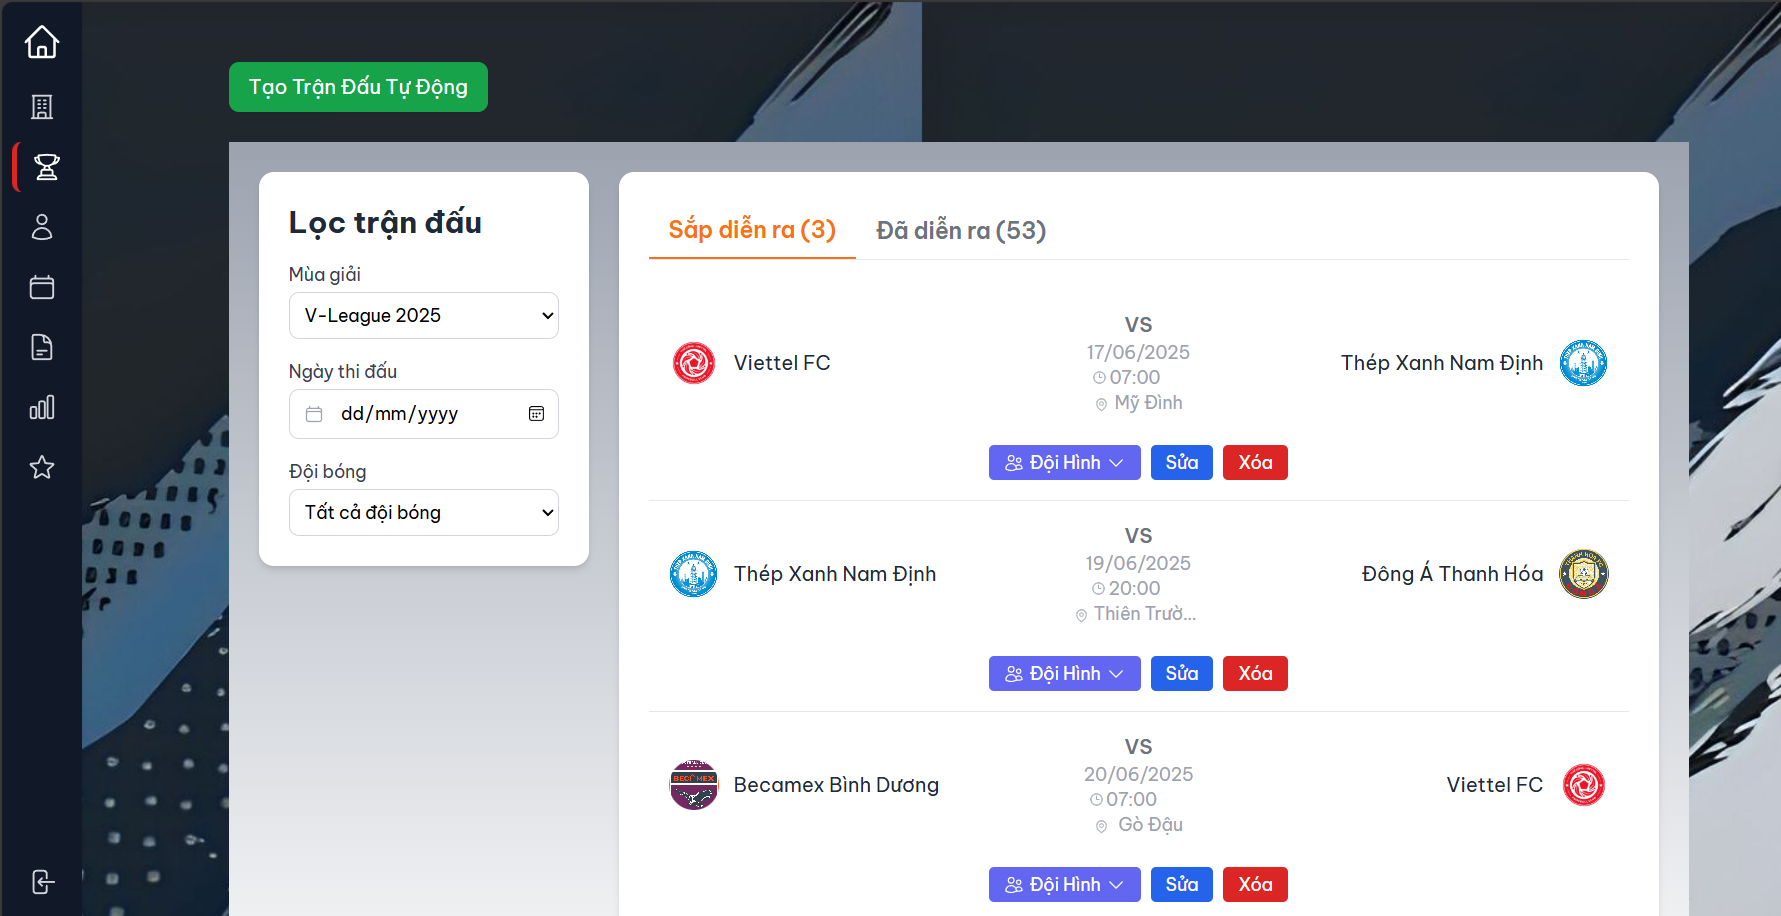 Tạo Trận Đấu Tự Động
Lọc trận đấu
Mùa giải
V-League 2025
Ngày thi đấu
dd/mm/yyyy
Đội bóng
Tất cả đội bóng
Sắp diễn ra (3)
Đã diễn ra (53)
VS
17/06/2025
Viettel FC
Thép Xanh Nam Định
07:00
Mỹ Đình
Đội Hình
Sửa
Xóa
VS
19/06/2025
Thép Xanh Nam Định
Đông Á Thanh Hóa
20:00
Thiên Trườ...
Đội Hình
Sửa
Xóa
VS
20/06/2025
BECAMEX
Becamex Bình Dương
Viettel FC
07:00
Gò Đậu
Đội Hình
Sửa
Xóa